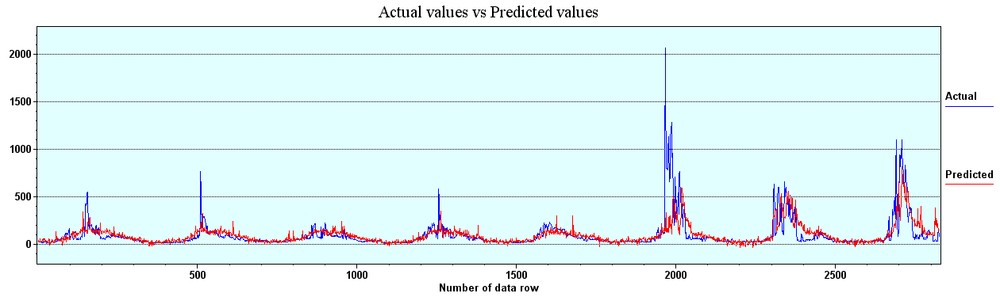 Actual values vs Predicted values
2000
1500
1000
500
0
Actual
Predicted
500
1000
1500
2000
2500
Number of data row